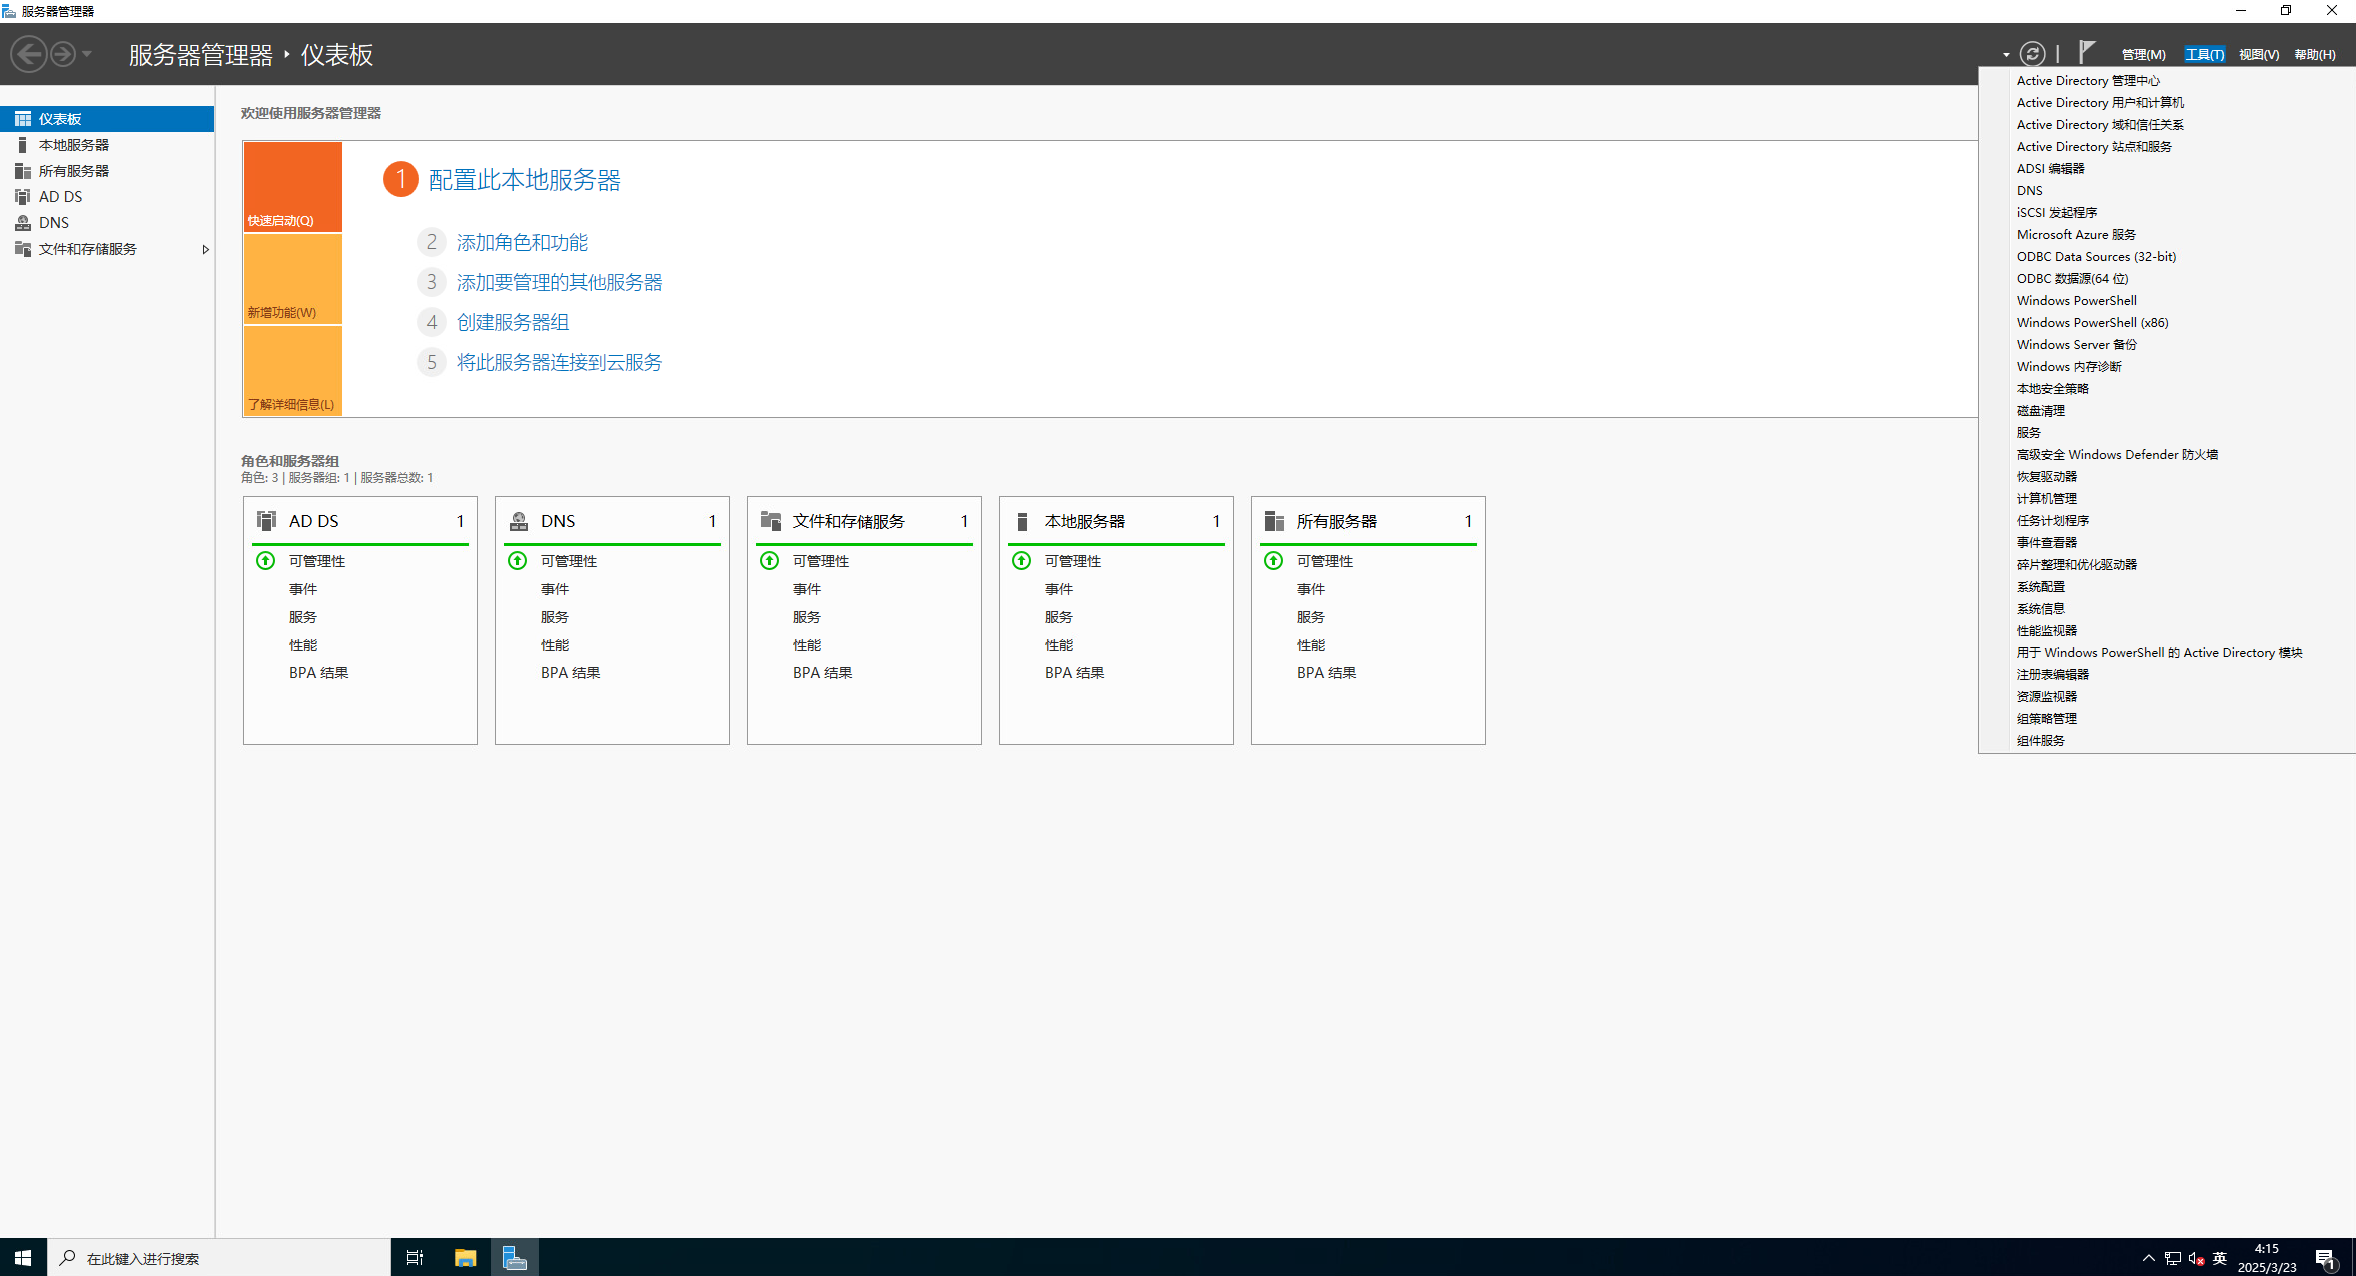 服务器管理器
服务器管理器 仪表板
管理(M) 工具(T) 视图(V) 帮助(H)
仪表板
本地服务器
所有服务器
AD DS
DNS
文件和存储服务
欢迎使用服务器管理器
快速启动(Q)
新增功能(W)
了解详细信息(L)
1 配置此本地服务器
2 添加角色和功能
3 添加要管理的其他服务器
4 创建服务器组
5 将此服务器连接到云服务
角色和服务器组
角色: 3 | 服务器组: 1 | 服务器总数: 1
AD DS 1
可管理性
事件
服务
性能
BPA 结果
DNS 1
可管理性
事件
服务
性能
BPA 结果
文件和存储服务 1
可管理性
事件
服务
性能
BPA 结果
本地服务器 1
可管理性
事件
服务
性能
BPA 结果
所有服务器 1
可管理性
事件
服务
性能
BPA 结果
Active Directory 管理中心
Active Directory 用户和计算机
Active Directory 域和信任关系
Active Directory 站点和服务
ADSI 编辑器
DNS
iSCSI 发起程序
Microsoft Azure 服务
ODBC Data Sources (32-bit)
ODBC 数据源(64 位)
Windows PowerShell
Windows PowerShell (x86)
Windows Server 备份
Windows 内存诊断
本地安全策略
磁盘清理
服务
高级安全 Windows Defender 防火墙
恢复驱动器
计算机管理
任务计划程序
事件查看器
碎片整理和优化驱动器
系统配置
系统信息
性能监视器
用于 Windows PowerShell 的 Active Directory 模块
注册表编辑器
资源监视器
组策略管理
组件服务
在此键入进行搜索
英
4:15
2025/3/23
1